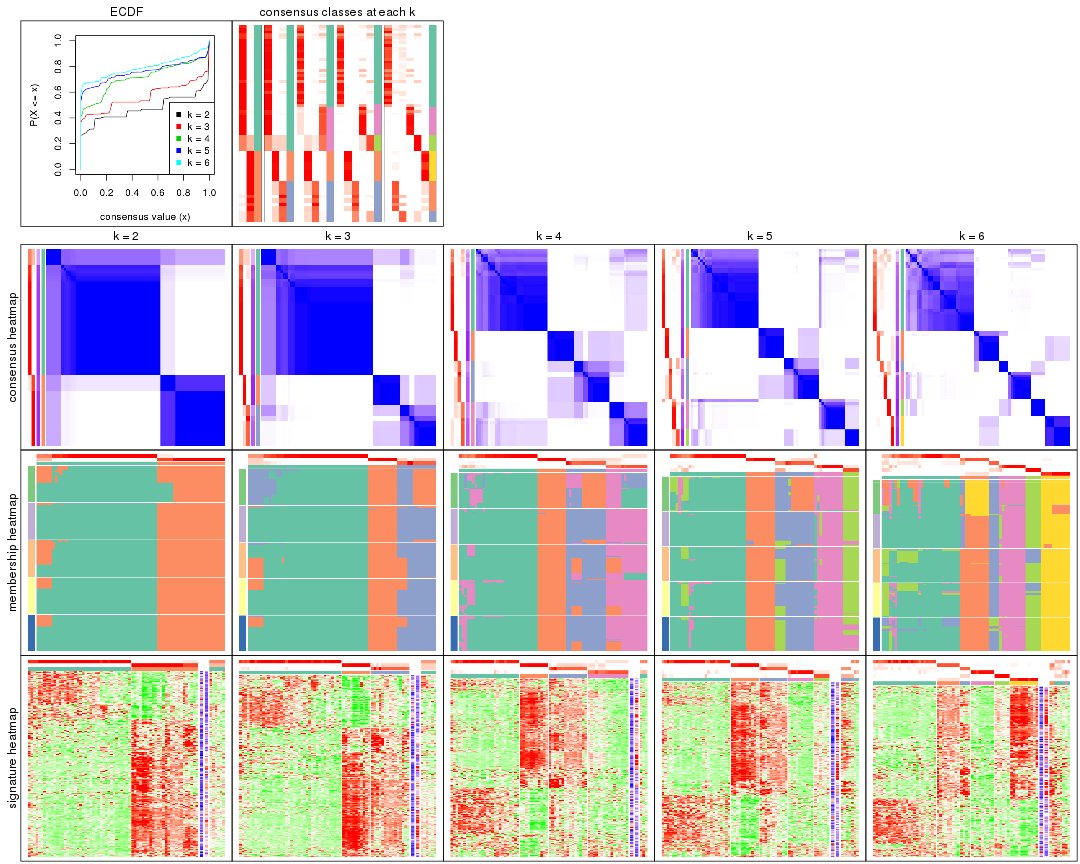 ECDF
consensus classes at each k
P(X <= x)
0.0 0.2 0.4 0.6 0.8 1.0
k = 2
k = 3
k = 4
k = 5
k = 6
0.0 0.2 0.4 0.6 0.8 1.0
consensus value (x)
k = 2
k = 3
k = 4
k = 5
k = 6
consensus heatmap
membership heatmap
signature heatmap